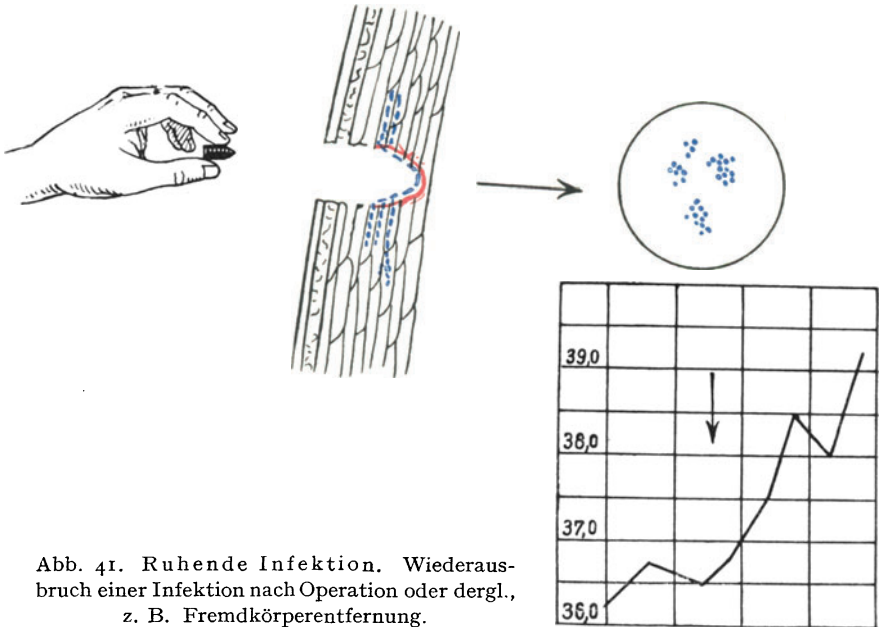 39,0
38,0
37,0
36,0
Abb. 41. Ruhende Infektion. Wiederaus-
bruch einer Infektion nach Operation oder dergl.,
z. B. Fremdkörperentfernung.